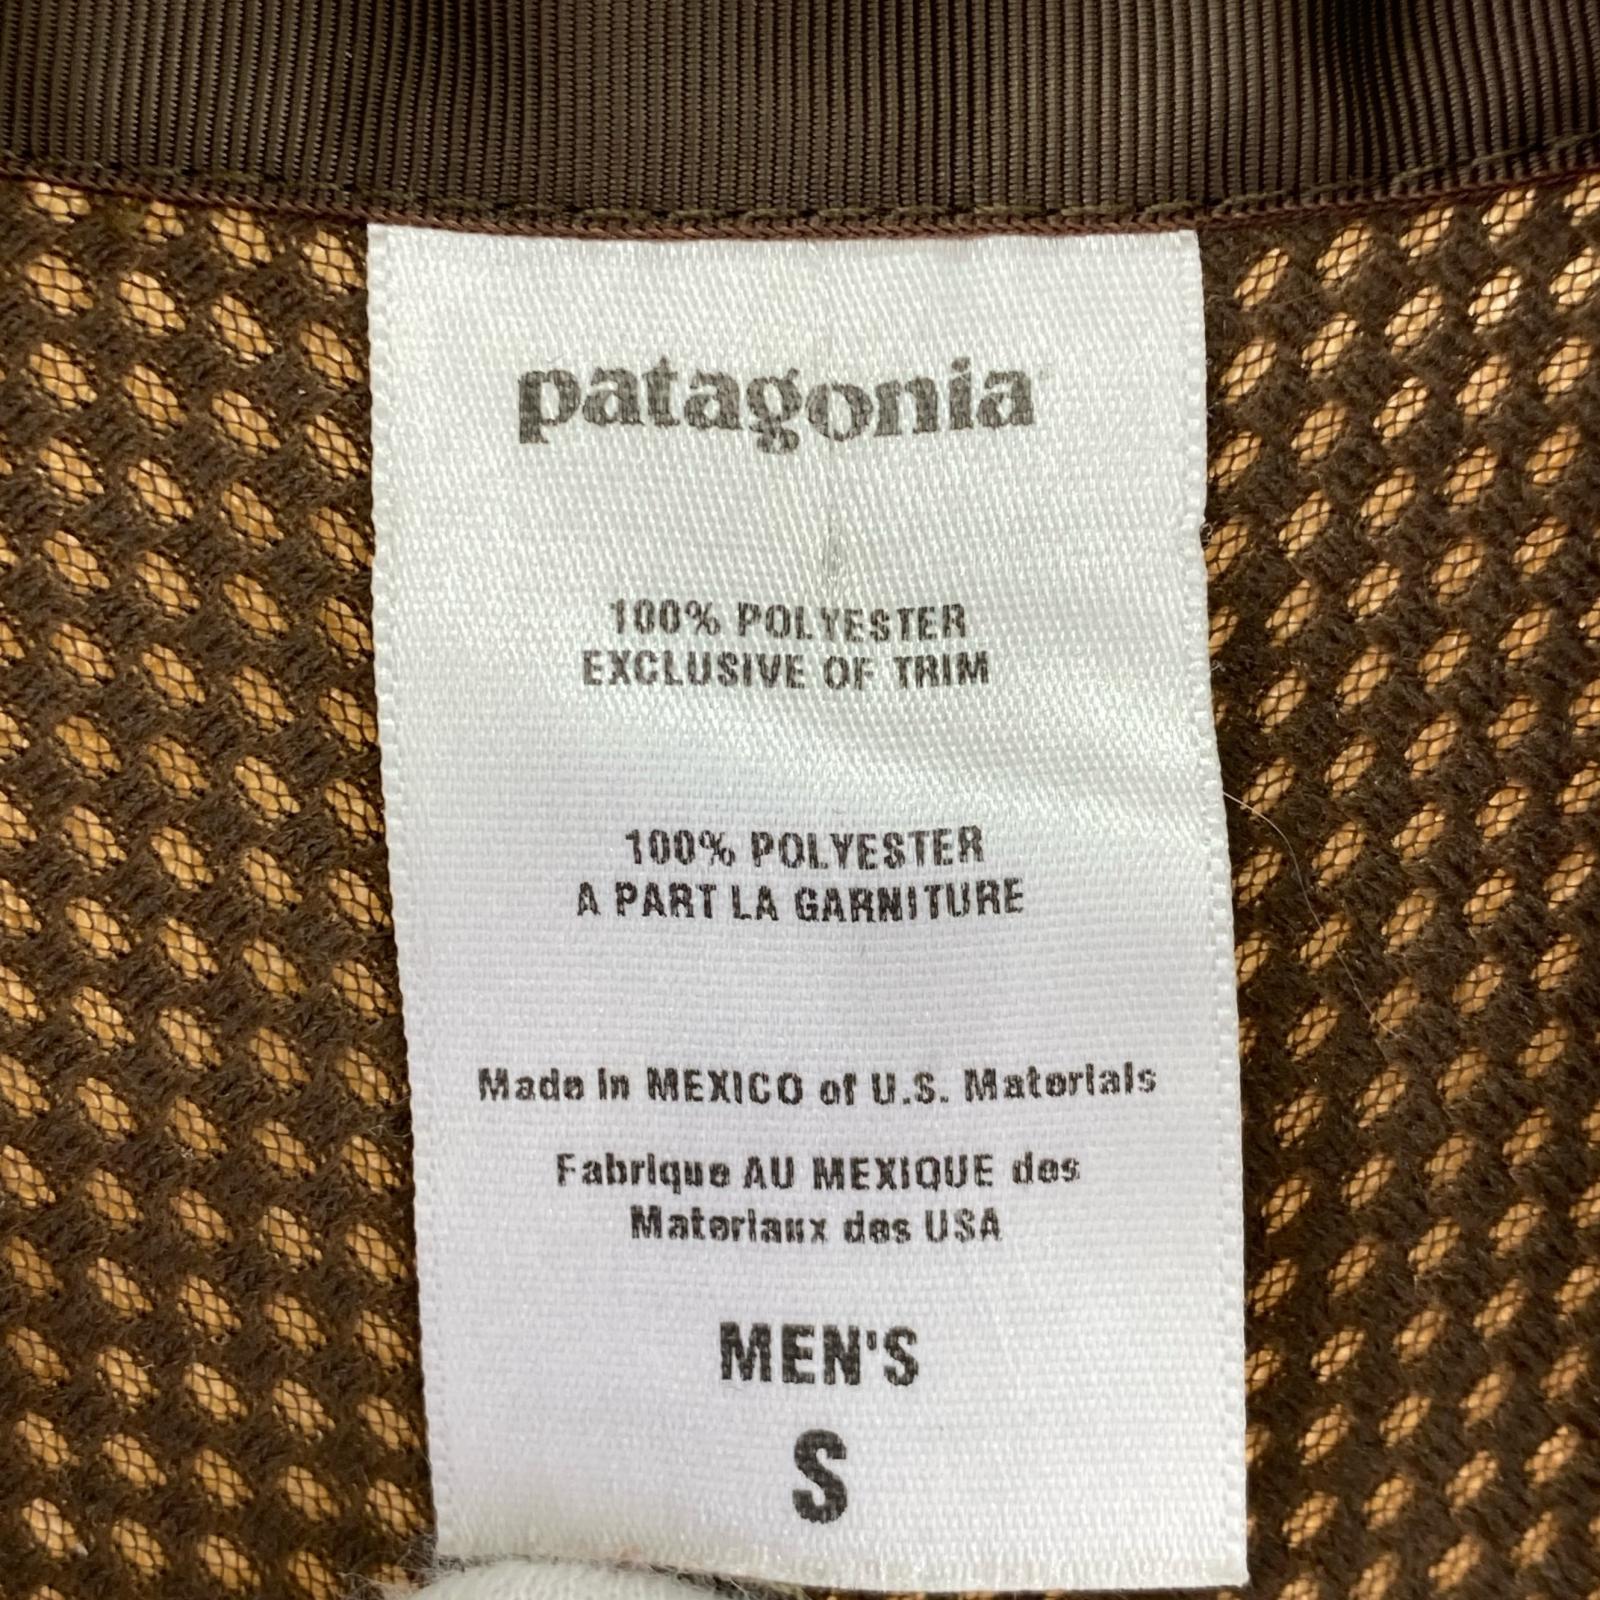 patagonia
100% POLYESTER
EXCLUSIVE OF TRIM
100% POLYESTER
A PART LA GARNITURE
Made in MEXICO of U.S. Materials
Fabrique AU MEXIQUE des
Materiaux des USA
MEN'S
S